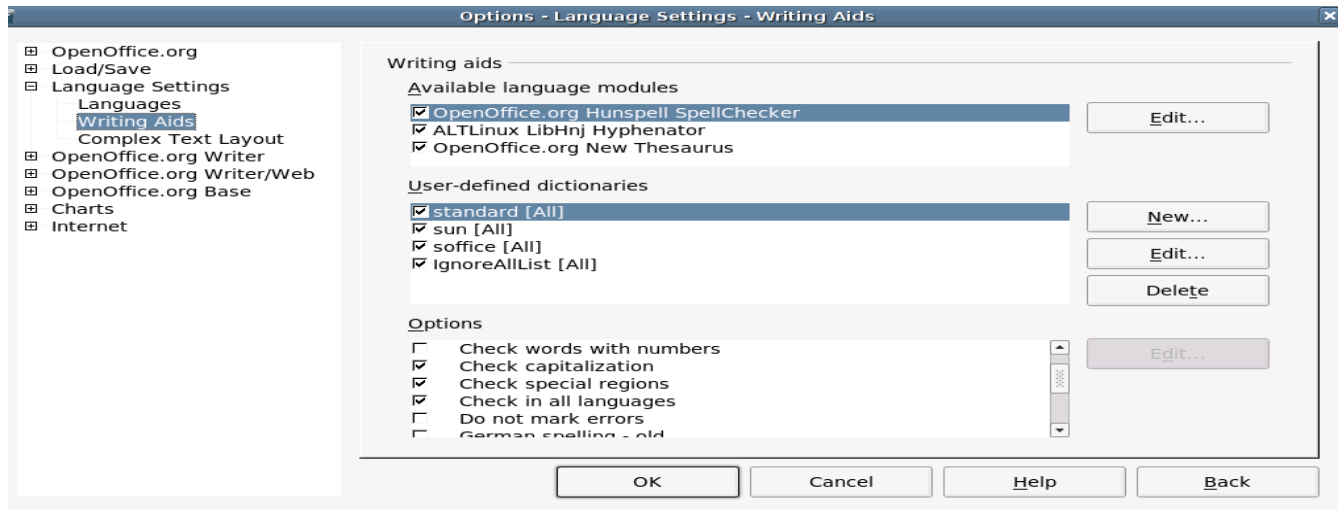 Options - Language Settings - Writing Aids
OpenOffice.org
Load/Save
Language Settings
Languages
Writing Aids
Complex Text Layout
OpenOffice.org Writer
OpenOffice.org Writer/Web
OpenOffice.org Base
Charts
Internet
Writing aids
Available language modules
OpenOffice.org Hunspell SpellChecker
ALTLinux LibHnj Hyphenator
OpenOffice.org New Thesaurus
Edit...
User-defined dictionaries
standard [All]
sun [All]
soffice [All]
IgnoreAllList [All]
New...
Edit...
Delete
Options
Check words with numbers
Check capitalization
Check special regions
Check in all languages
Do not mark errors
German spelling - old
Edit...
OK
Cancel
Help
Back